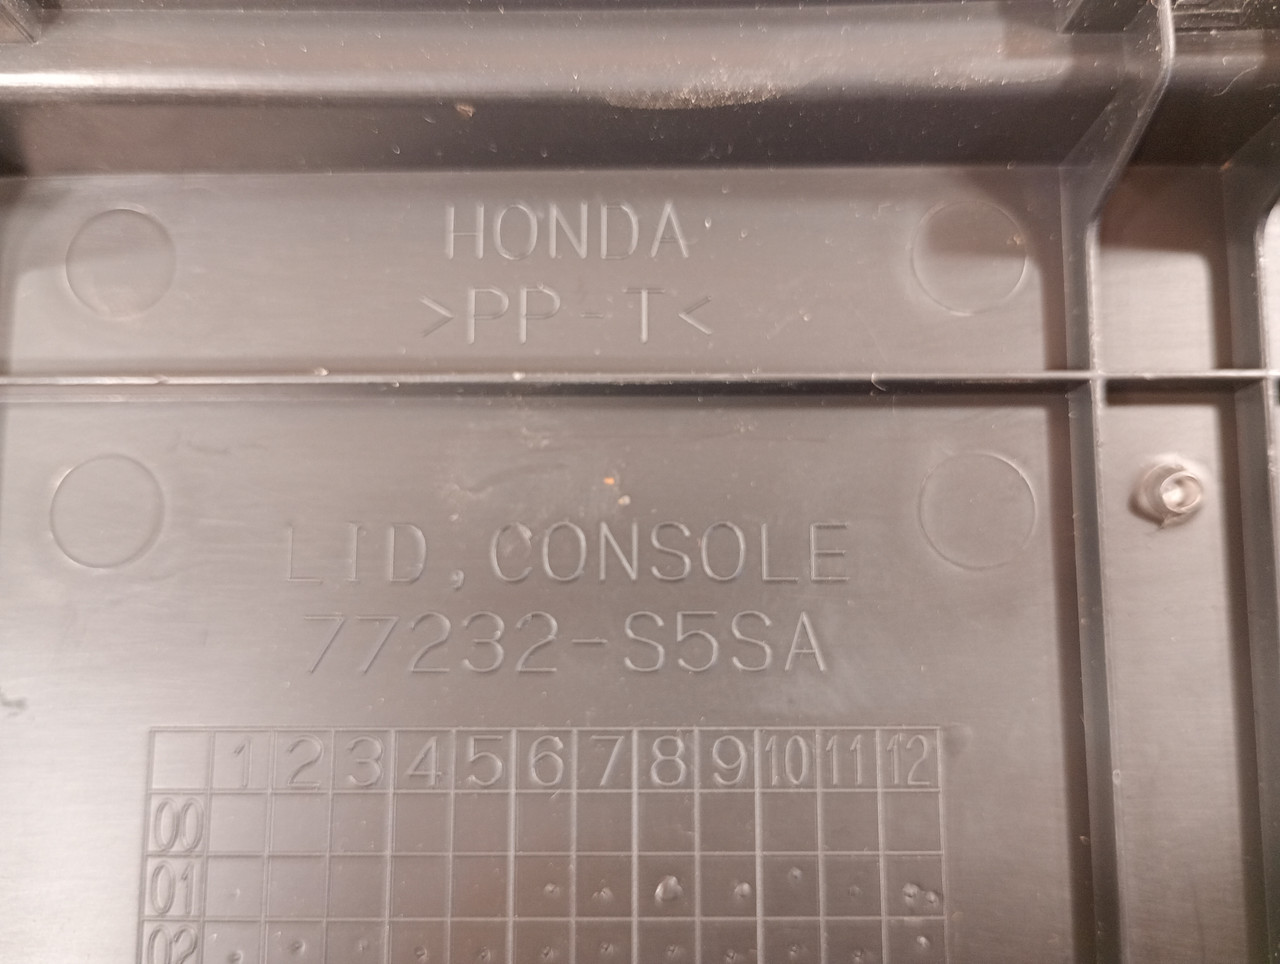 HONDA
>PP-T<
LID, CONSOLE
77232-S5SA
1 2 3 4 5 6 7 8 9 10 11 12
00
01
02